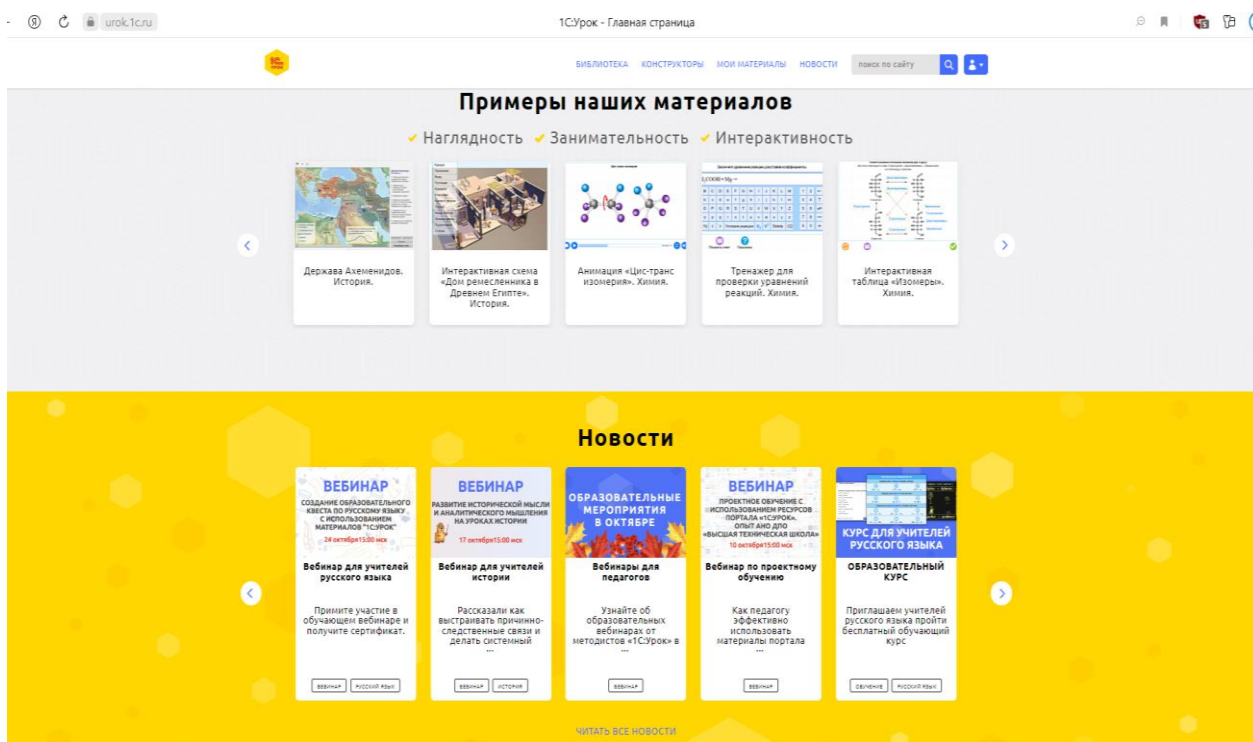 urok.1c.ru
1С:Урок - Главная страница
БИБЛИОТЕКА КОНСТРУКТОРЫ МОИ МАТЕРИАЛЫ НОВОСТИ поиск по сайту
Примеры наших материалов
Наглядность Занимательность Интерактивность
Держава Ахеменидов.
История.
Интерактивная схема
«Дом ремесленника в
Древнем Египте».
История.
Анимация «Цис-транс
изомерия». Химия.
Тренажер для
проверки уравнений
реакций. Химия.
Интерактивная
таблица «Изомеры».
Химия.
Новости
ВЕБИНАР
СОЗДАНИЕ ОБРАЗОВАТЕЛЬНОГО
КВЕСТА ПО РУССКОМУ ЯЗЫКУ
С ИСПОЛЬЗОВАНИЕМ
МАТЕРИАЛОВ "1С:УРОК"
24 октября15:00 мск
Вебинар для учителей
русского языка
Примите участие в
обучающем вебинаре и
получите сертификат.
ВЕБИНАР РУССКИЙ ЯЗЫК
ВЕБИНАР
РАЗВИТИЕ ИСТОРИЧЕСКОЙ МЫСЛИ
И АНАЛИТИЧЕСКОГО МЫШЛЕНИЯ
НА УРОКАХ ИСТОРИИ
17 октября15:00 мск
Вебинар для учителей
истории
Рассказали как
выстраивать причинно-
следственные связи и
делать системный
...
ВЕБИНАР ИСТОРИЯ
ОБРАЗОВАТЕЛЬНЫЕ
МЕРОПРИЯТИЯ
В ОКТЯБРЕ
Вебинары для
педагогов
Узнайте об
образовательных
вебинарах от
методистов «1С:Урок» в
...
ВЕБИНАР
ВЕБИНАР
ПРОЕКТНОЕ ОБУЧЕНИЕ С
ИСПОЛЬЗОВАНИЕМ РЕСУРСОВ
ПОРТАЛА «1С:УРОК».
ОПЫТ АНО ДПО
«ВЫСШАЯ ТЕХНИЧЕСКАЯ ШКОЛА»
10 октября15:00 мск
Вебинар по проектному
обучению
Как педагогу
эффективно
использовать
материалы портала
...
ВЕБИНАР
КУРС ДЛЯ УЧИТЕЛЕЙ
РУССКОГО ЯЗЫКА
ОБРАЗОВАТЕЛЬНЫЙ
КУРС
Приглашаем учителей
русского языка пройти
бесплатный обучающий
курс
ОБУЧЕНИЕ РУССКИЙ ЯЗЫК
ЧИТАТЬ ВСЕ НОВОСТИ